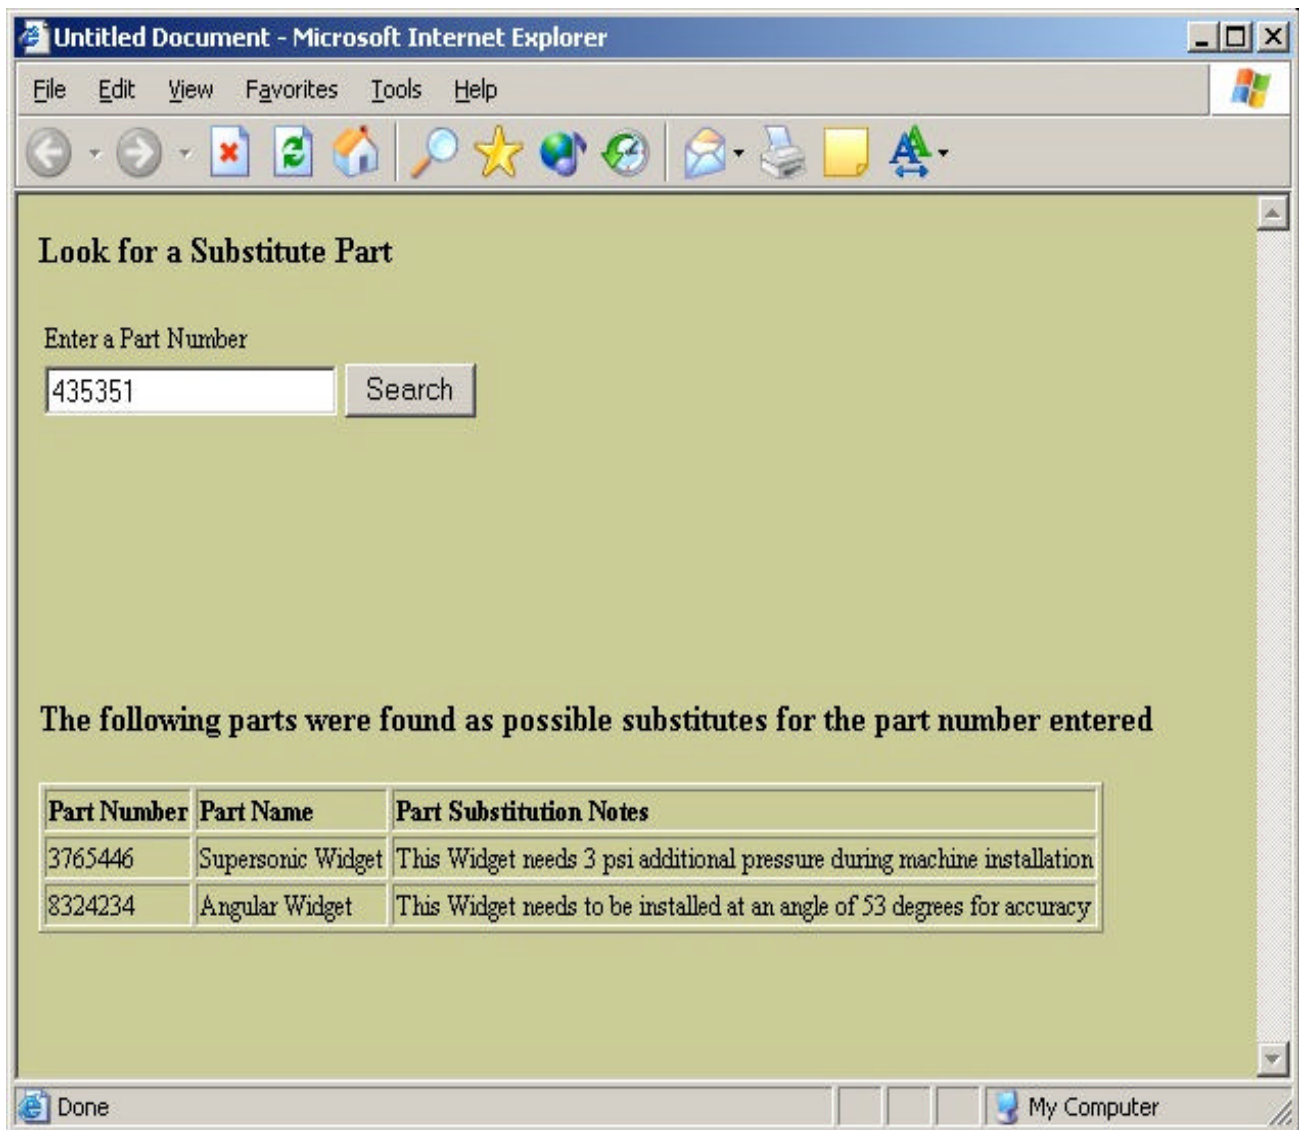 Untitled Document - Microsoft Internet Explorer
File Edit View Favorites Tools Help
Look for a Substitute Part
Enter a Part Number
435351 Search
The following parts were found as possible substitutes for the part number entered
Part Number Part Name Part Substitution Notes
3765446 Supersonic Widget This Widget needs 3 psi additional pressure during machine installation
8324234 Angular Widget This Widget needs to be installed at an angle of 53 degrees for accuracy
Done My Computer